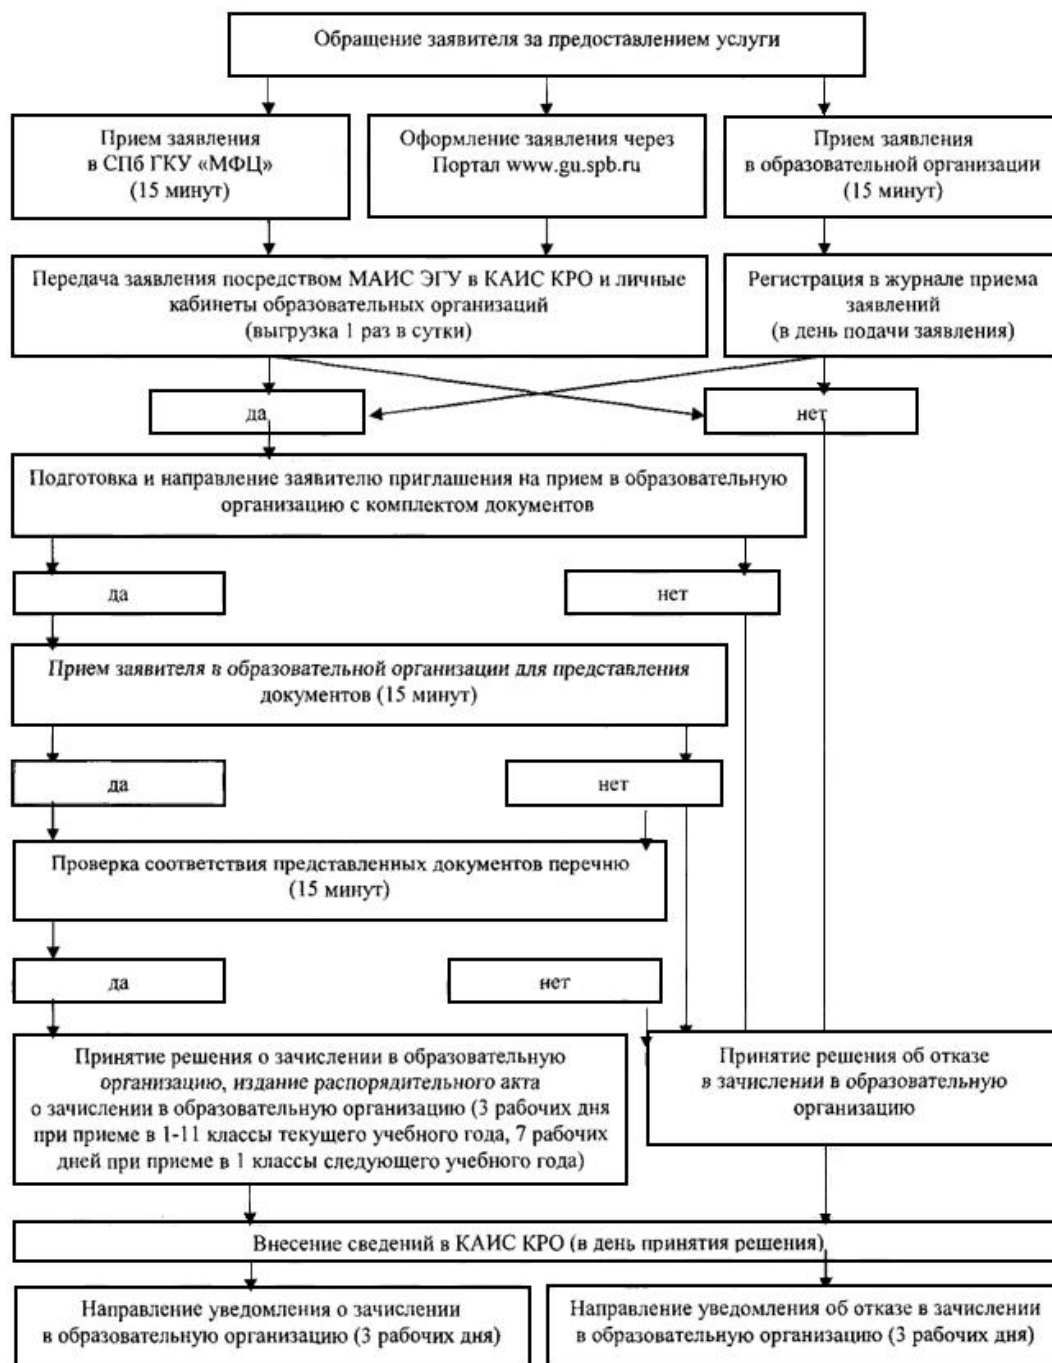 Обращение заявителя за предоставлением услуги
Прием заявления
в СПб ГКУ «МФЦ»
(15 минут)
Оформление заявления через
Портал www.gu.spb.ru
Прием заявления
в образовательной организации
(15 минут)
Передача заявления посредством МАИС ЭГУ в КАИС КРО и личные
кабинеты образовательных организаций
(выгрузка 1 раз в сутки)
Регистрация в журнале приема
заявлений
(в день подачи заявления)
да
нет
Подготовка и направление заявителю приглашения на прием в образовательную
организацию с комплектом документов
да
нет
Прием заявителя в образовательной организации для представления
документов (15 минут)
да
нет
Проверка соответствия представленных документов перечню
(15 минут)
да
нет
Принятие решения о зачислении в образовательную
организацию, издание распорядительного акта
о зачислении в образовательную организацию (3 рабочих дня
при приеме в 1-11 классы текущего учебного года, 7 рабочих
дней при приеме в 1 классы следующего учебного года)
Принятие решения об отказе
в зачислении в образовательную
организацию
Внесение сведений в КАИС КРО (в день принятия решения)
Направление уведомления о зачислении
в образовательную организацию (3 рабочих дня)
Направление уведомления об отказе в зачислении
в образовательную организацию (3 рабочих дня)